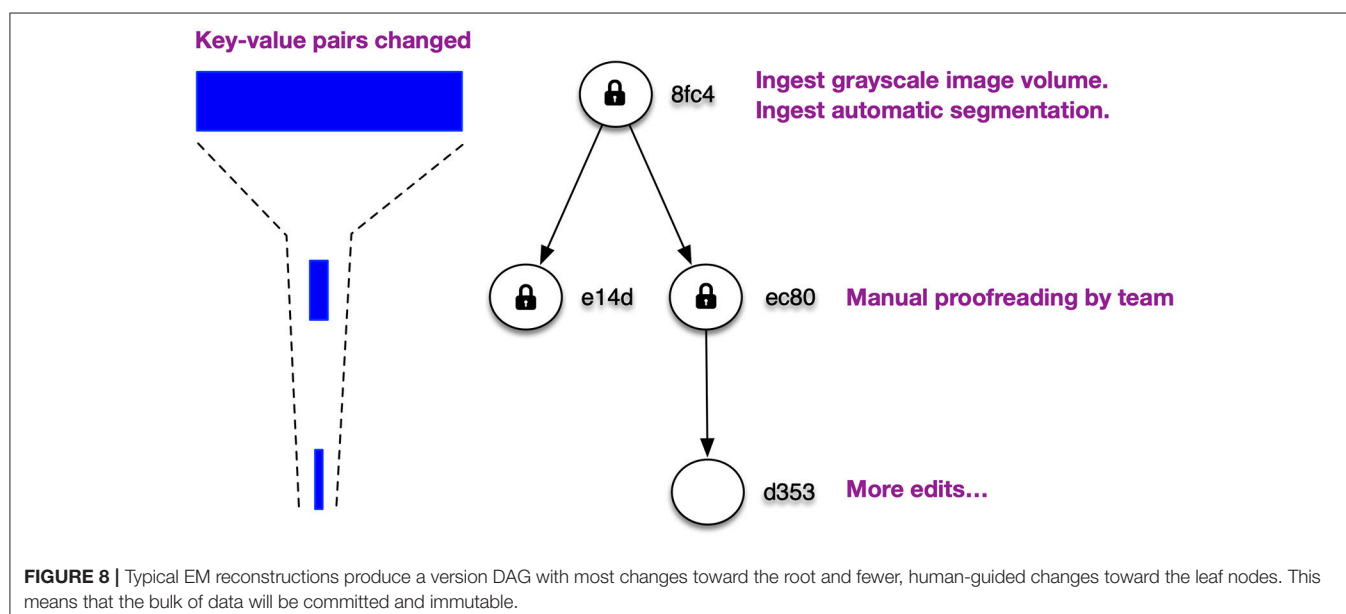 Key-value pairs changed
8fc4
Ingest grayscale image volume.
Ingest automatic segmentation.
e14d
ec80
Manual proofreading by team
d353
More edits...
FIGURE 8 | Typical EM reconstructions produce a version DAG with most changes toward the root and fewer, human-guided changes toward the leaf nodes. This
means that the bulk of data will be committed and immutable.